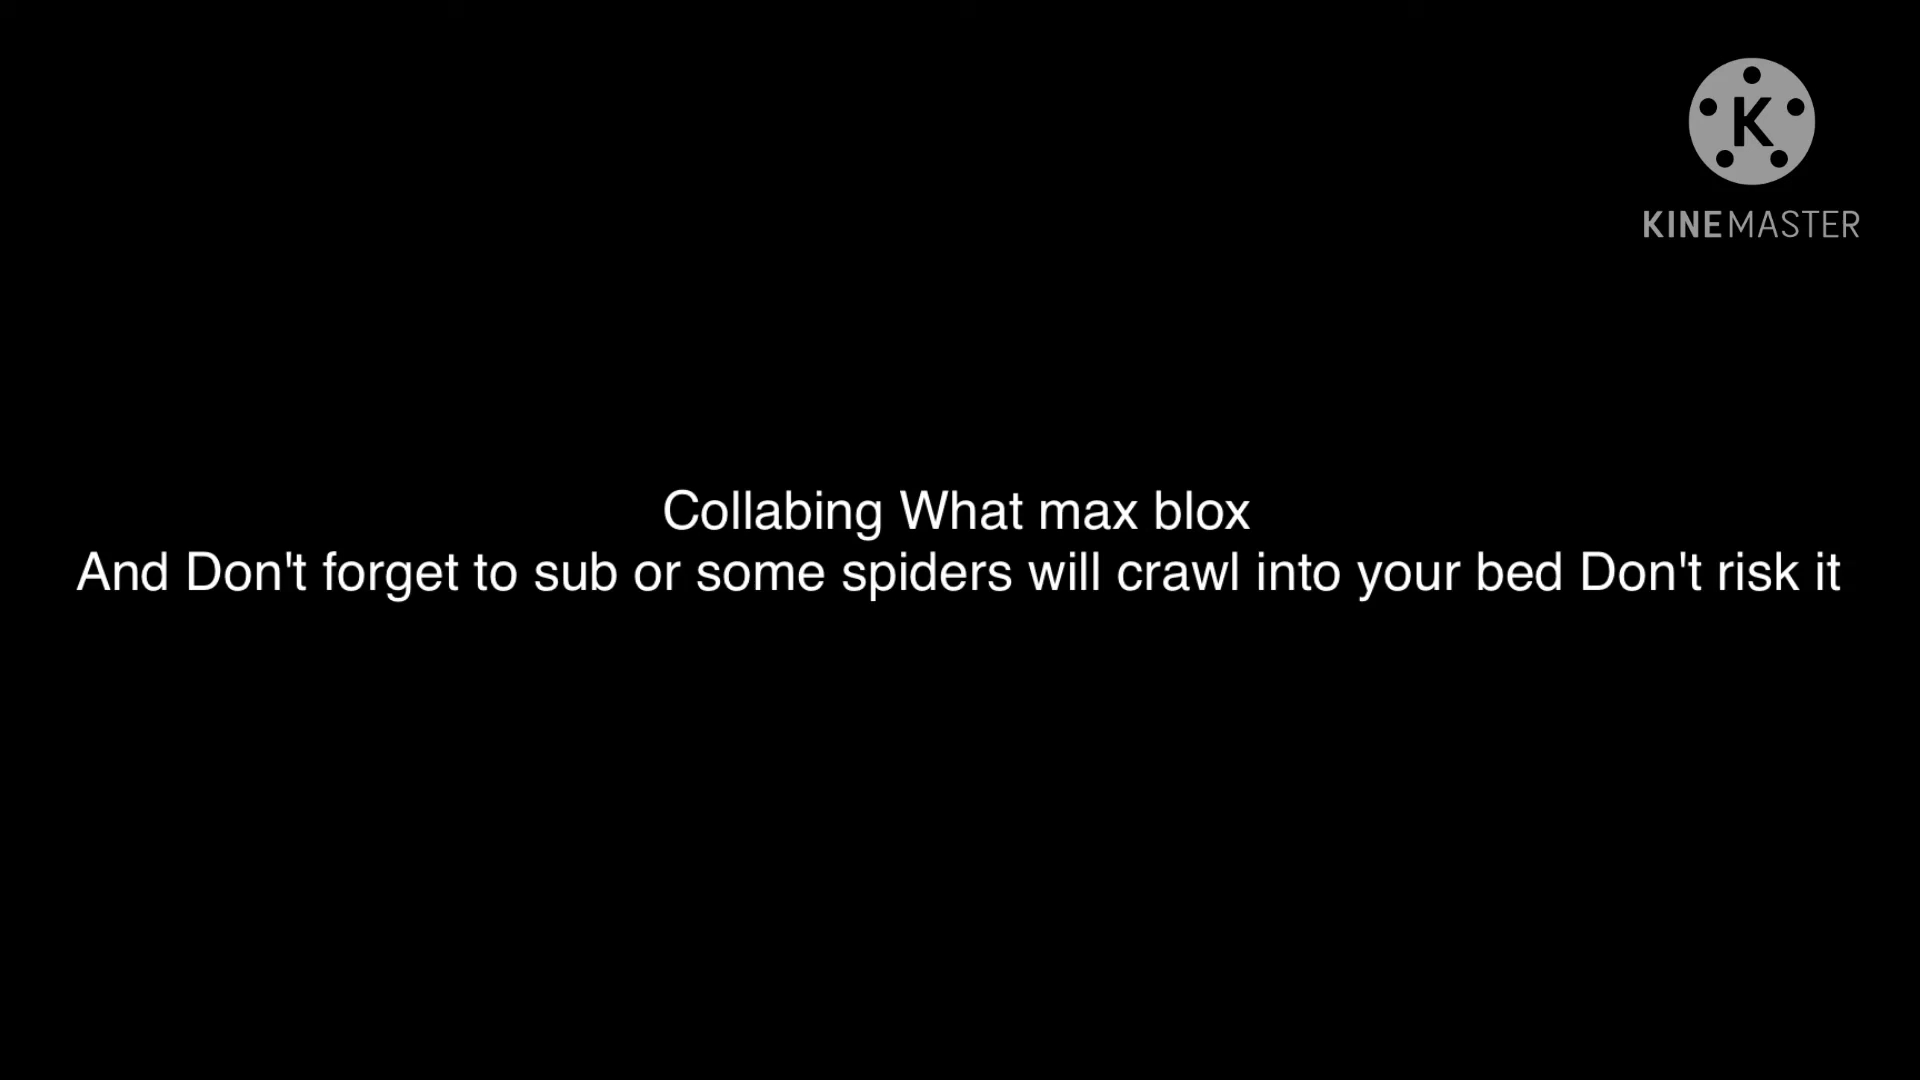 K
KINEMASTER
Collabing What max blox
And Don't forget to sub or some spiders will crawl into your bed Don't risk it